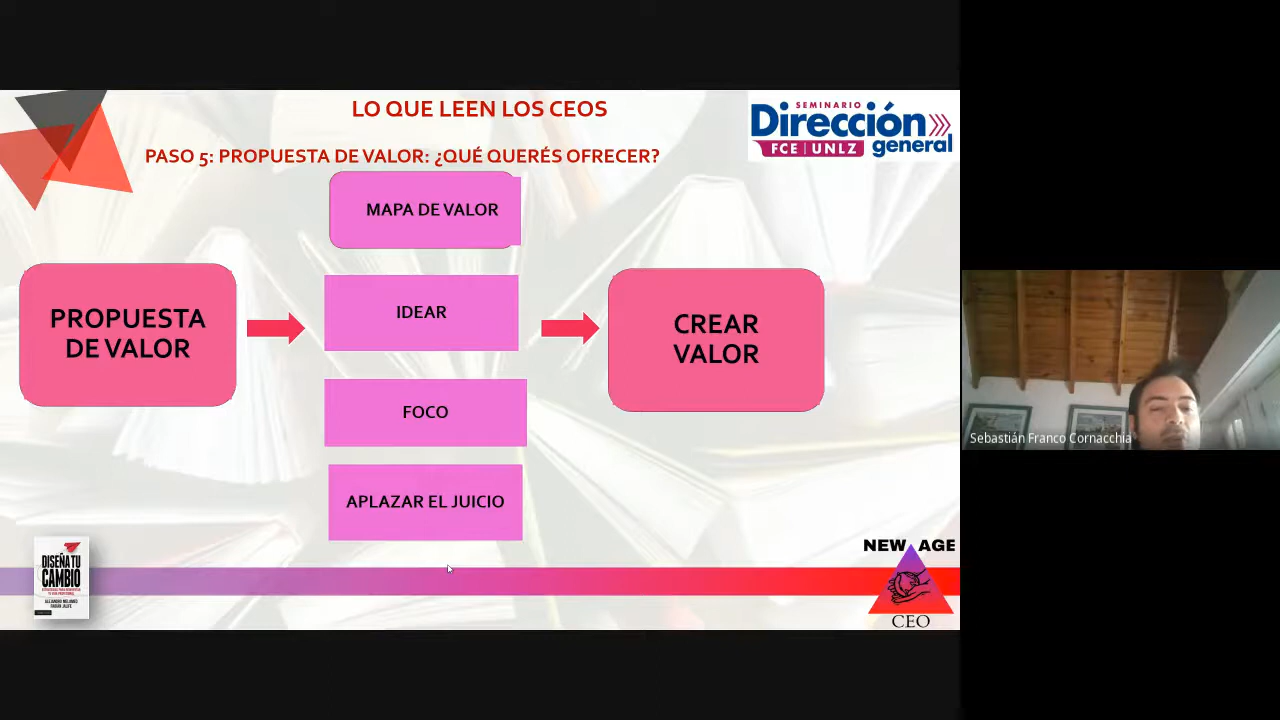 LO QUE LEEN LOS CEOS
SEMINARIO
Dirección
FCE | UNLZ general
PASO 5: PROPUESTA DE VALOR: ¿QUÉ QUERÉS OFRECER?
MAPA DE VALOR
PROPUESTA
DE VALOR
IDEAR
CREAR
VALOR
FOCO
APLAZAR EL JUICIO
Sebastián Franco Cornacchia
DISEÑA TU
CAMBIO
NEW AGE
CEO